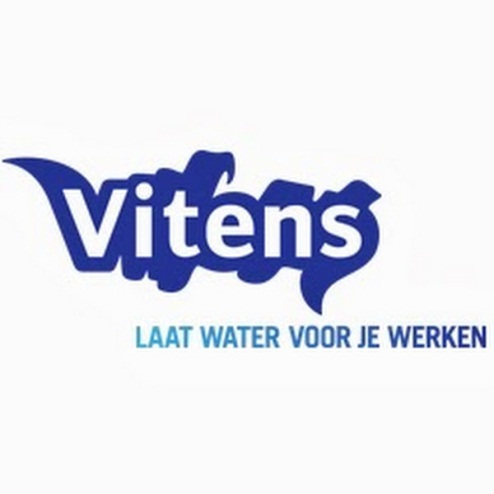 Vitens
LAAT WATER VOOR JE WERKEN